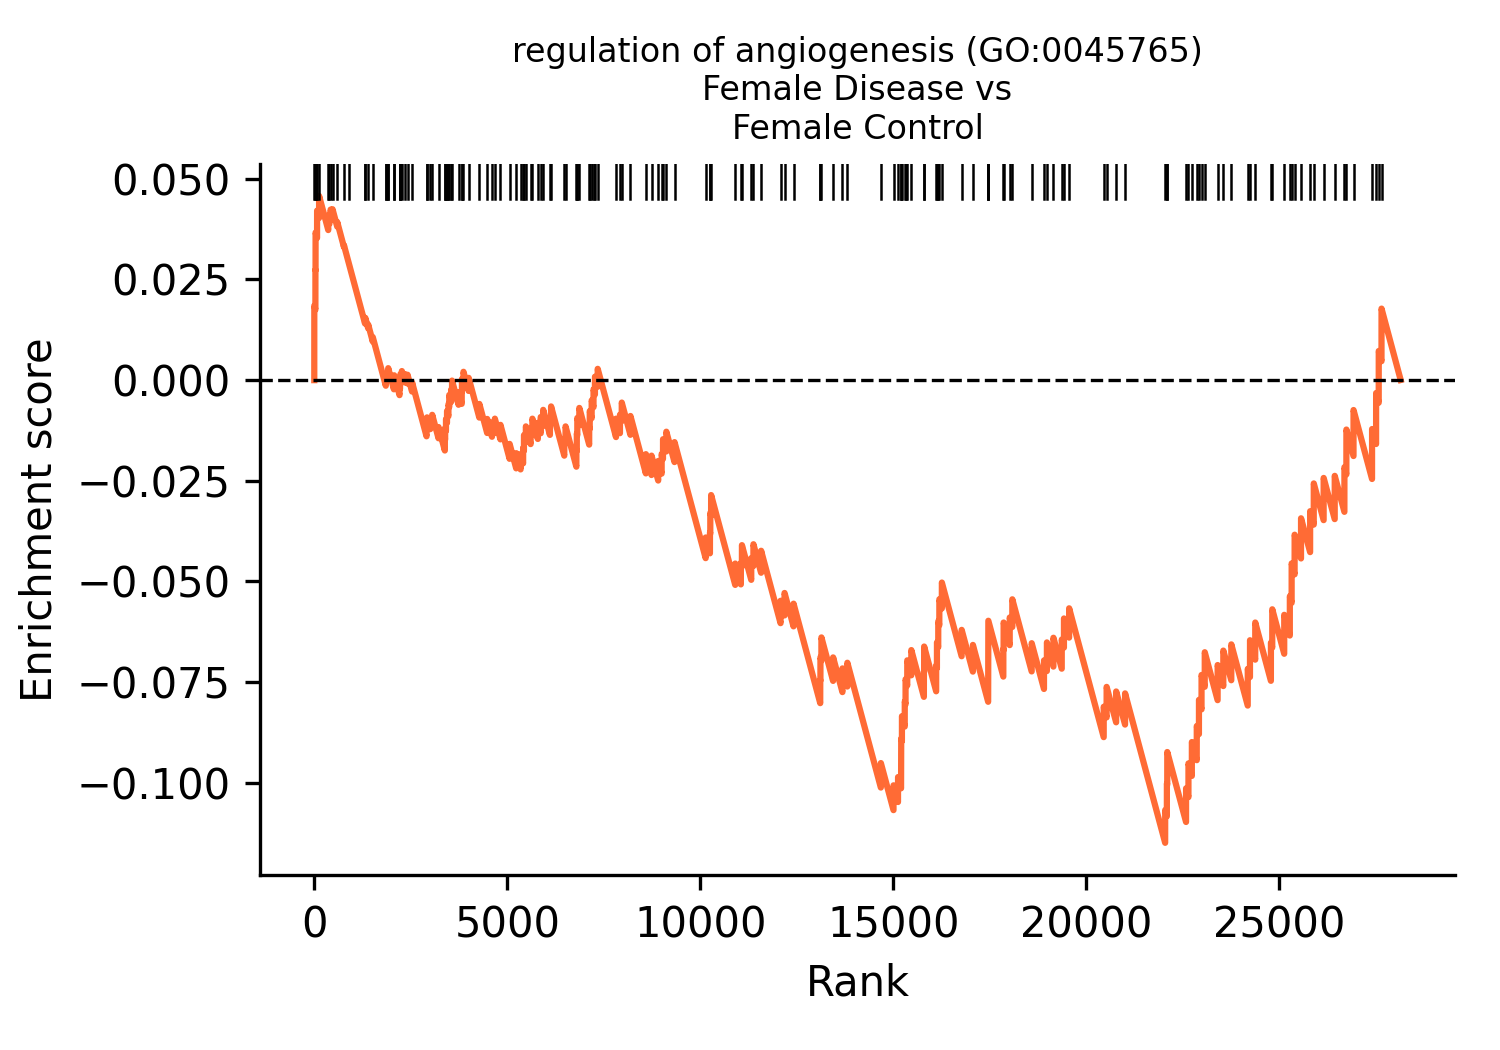 regulation of angiogenesis (GO:0045765)
Female Disease vs
Female Control
0.050
0.025
0.000
−0.025
−0.050
−0.075
−0.100
Enrichment score
0 5000 10000 15000 20000 25000
Rank